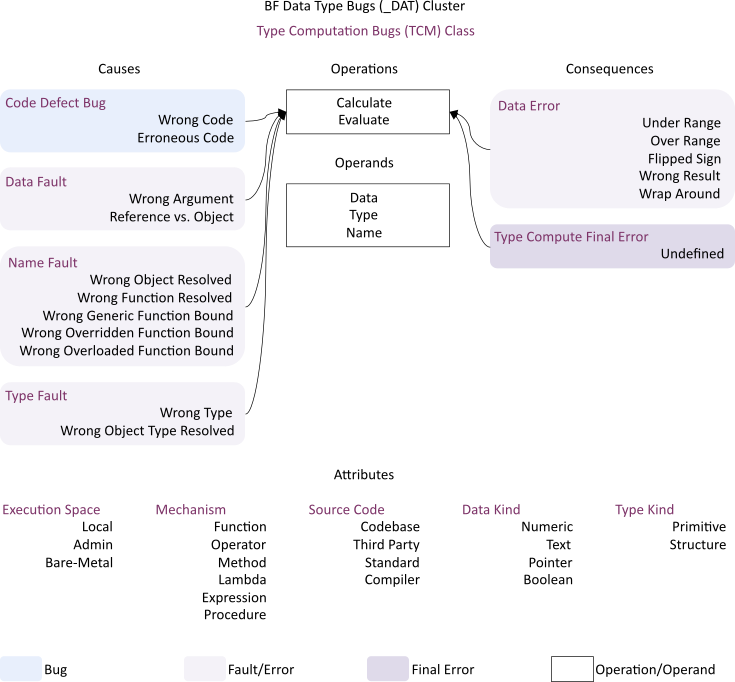 BF Data Type Bugs (_DAT) Cluster
Type Computation Bugs (TCM) Class
Causes
Code Defect Bug
Wrong Code
Erroneous Code
Data Fault
Wrong Argument
Reference vs. Object
Name Fault
Wrong Object Resolved
Wrong Function Resolved
Wrong Generic Function Bound
Wrong Overridden Function Bound
Wrong Overloaded Function Bound
Type Fault
Wrong Type
Wrong Object Type Resolved
Operations
Calculate
Evaluate
Operands
Data
Type
Name
Consequences
Data Error
Under Range
Over Range
Flipped Sign
Wrong Result
Wrap Around
Type Compute Final Error
Undefined
Attributes
Execution Space
Local
Admin
Bare-Metal
Mechanism
Function
Operator
Method
Lambda
Expression
Procedure
Source Code
Codebase
Third Party
Standard
Compiler
Data Kind
Numeric
Text
Pointer
Boolean
Type Kind
Primitive
Structure
Bug
Fault/Error
Final Error
Operation/Operand